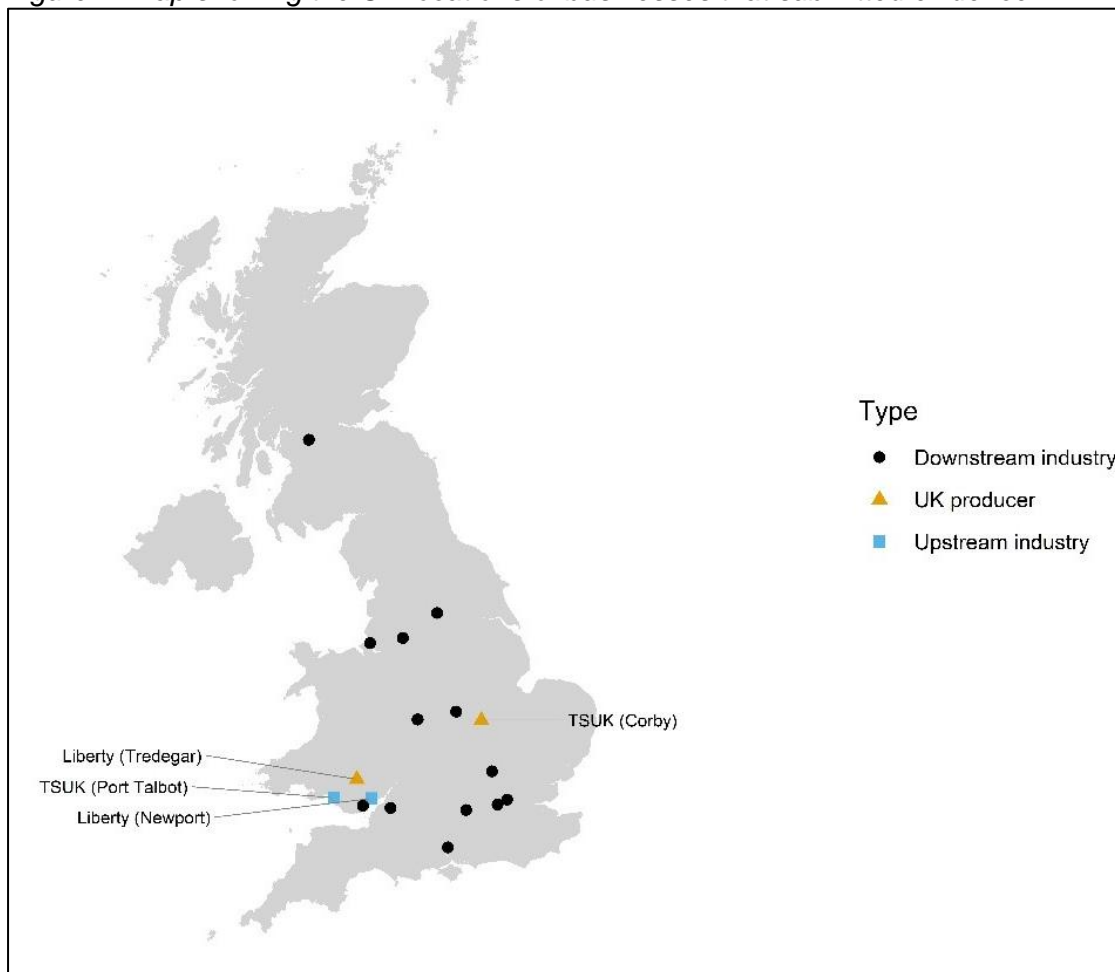 Type
Downstream industry
UK producer
Upstream industry
TSUK (Corby)
Liberty (Tredegar)
TSUK (Port Talbot)
Liberty (Newport)